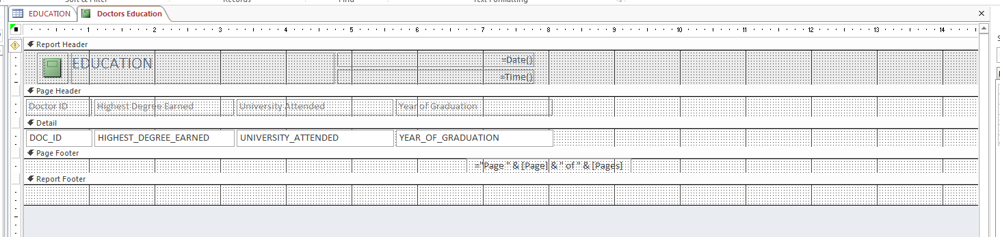 Sort & Filter Records Find Text Formatting
EDUCATION Doctors Education
1 2 3 4 5 6 7 8 9 10 11 12 13 14
Report Header
EDUCATION
=Date()
=Time()
Page Header
Doctor ID Highest Degree Earned University Attended Year of Graduation
Detail
DOC_ID HIGHEST_DEGREE_EARNED UNIVERSITY_ATTENDED YEAR_OF_GRADUATION
Page Footer
="Page " & [Page] & " of " & [Pages]
Report Footer